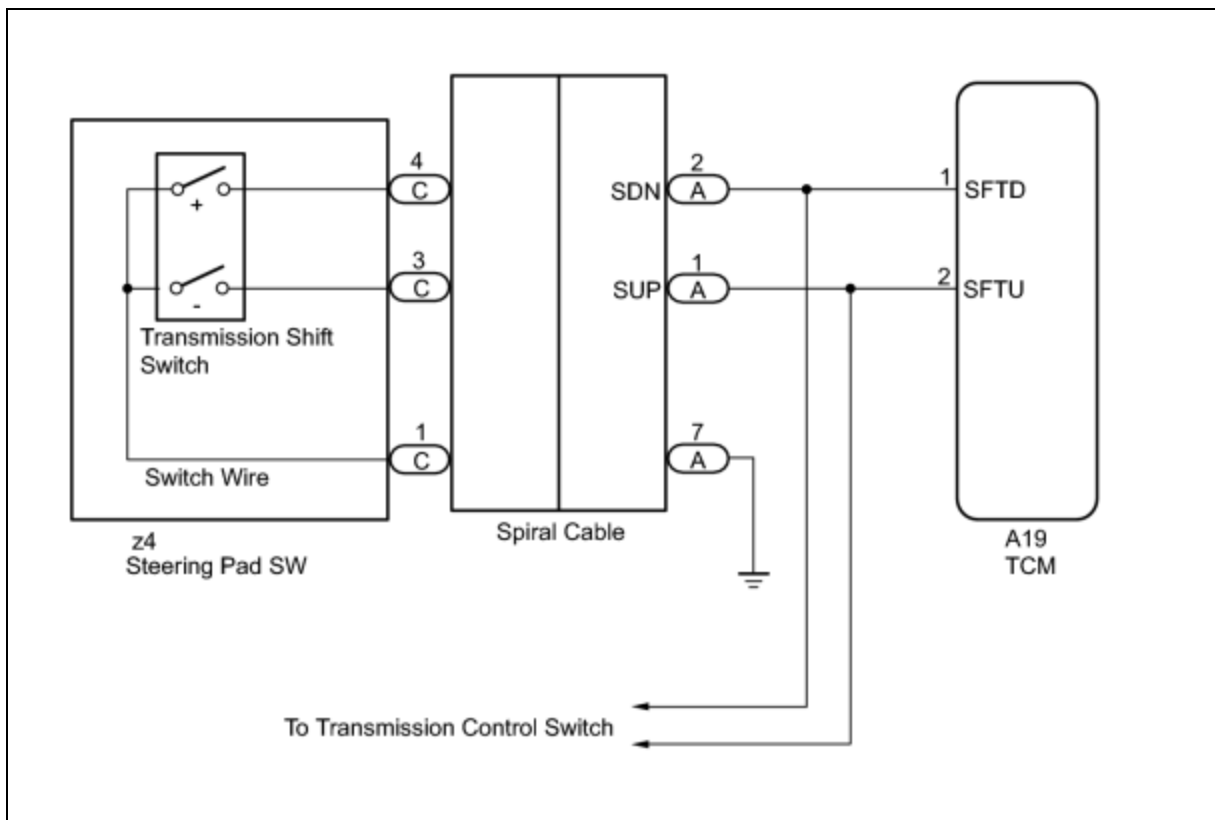 4
C
2
A
SDN
1
SFTD
+
3
C
1
A
SUP
2
SFTU
-
Transmission Shift
Switch
1
C
7
A
Switch Wire
Spiral Cable
z4
Steering Pad SW
A19
TCM
To Transmission Control Switch